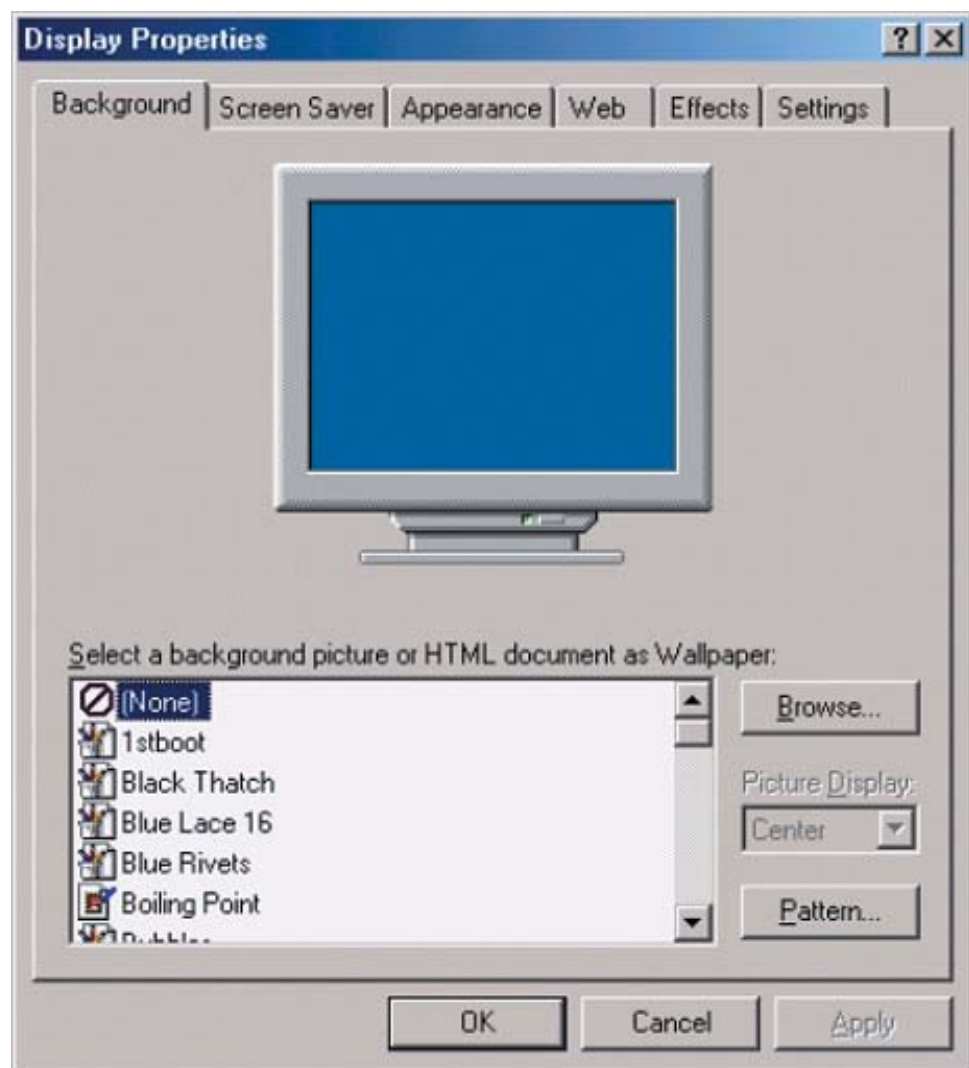 Display Properties
Background Screen Saver Appearance Web Effects Settings
Select a background picture or HTML document as Wallpaper:
(None)
1stboot
Black Thatch
Blue Lace 16
Blue Rivets
Boiling Point
Browse...
Picture Display:
Center
Pattern...
OK Cancel Apply